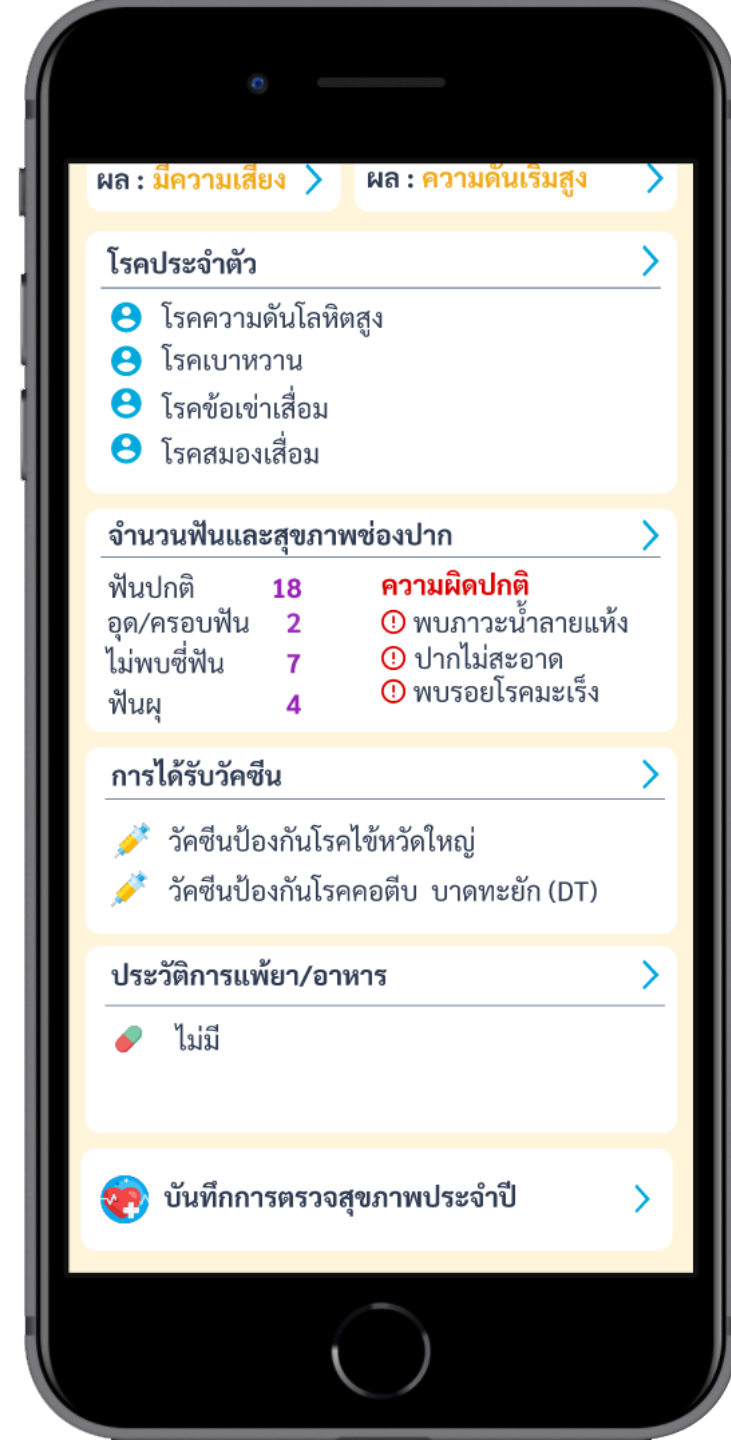 ผล : มีความเสี่ยง
ผล : ความดันเริ่มสูง
โรคประจำตัว
โรคความดันโลหิตสูง
โรคเบาหวาน
โรคข้อเข่าเสื่อม
โรคสมองเสื่อม
จำนวนฟันและสุขภาพช่องปาก
ฟันปกติ 18
อุด/ครอบฟัน 2
ไม่พบซี่ฟัน 7
ฟันผุ 4
ความผิดปกติ
พบภาวะน้ำลายแห้ง
ปากไม่สะอาด
พบรอยโรคมะเร็ง
การได้รับวัคซีน
วัคซีนป้องกันโรคไข้หวัดใหญ่
วัคซีนป้องกันโรคคอตีบ บาดทะยัก (DT)
ประวัติการแพ้ยา/อาหาร
ไม่มี
บันทึกการตรวจสุขภาพประจำปี